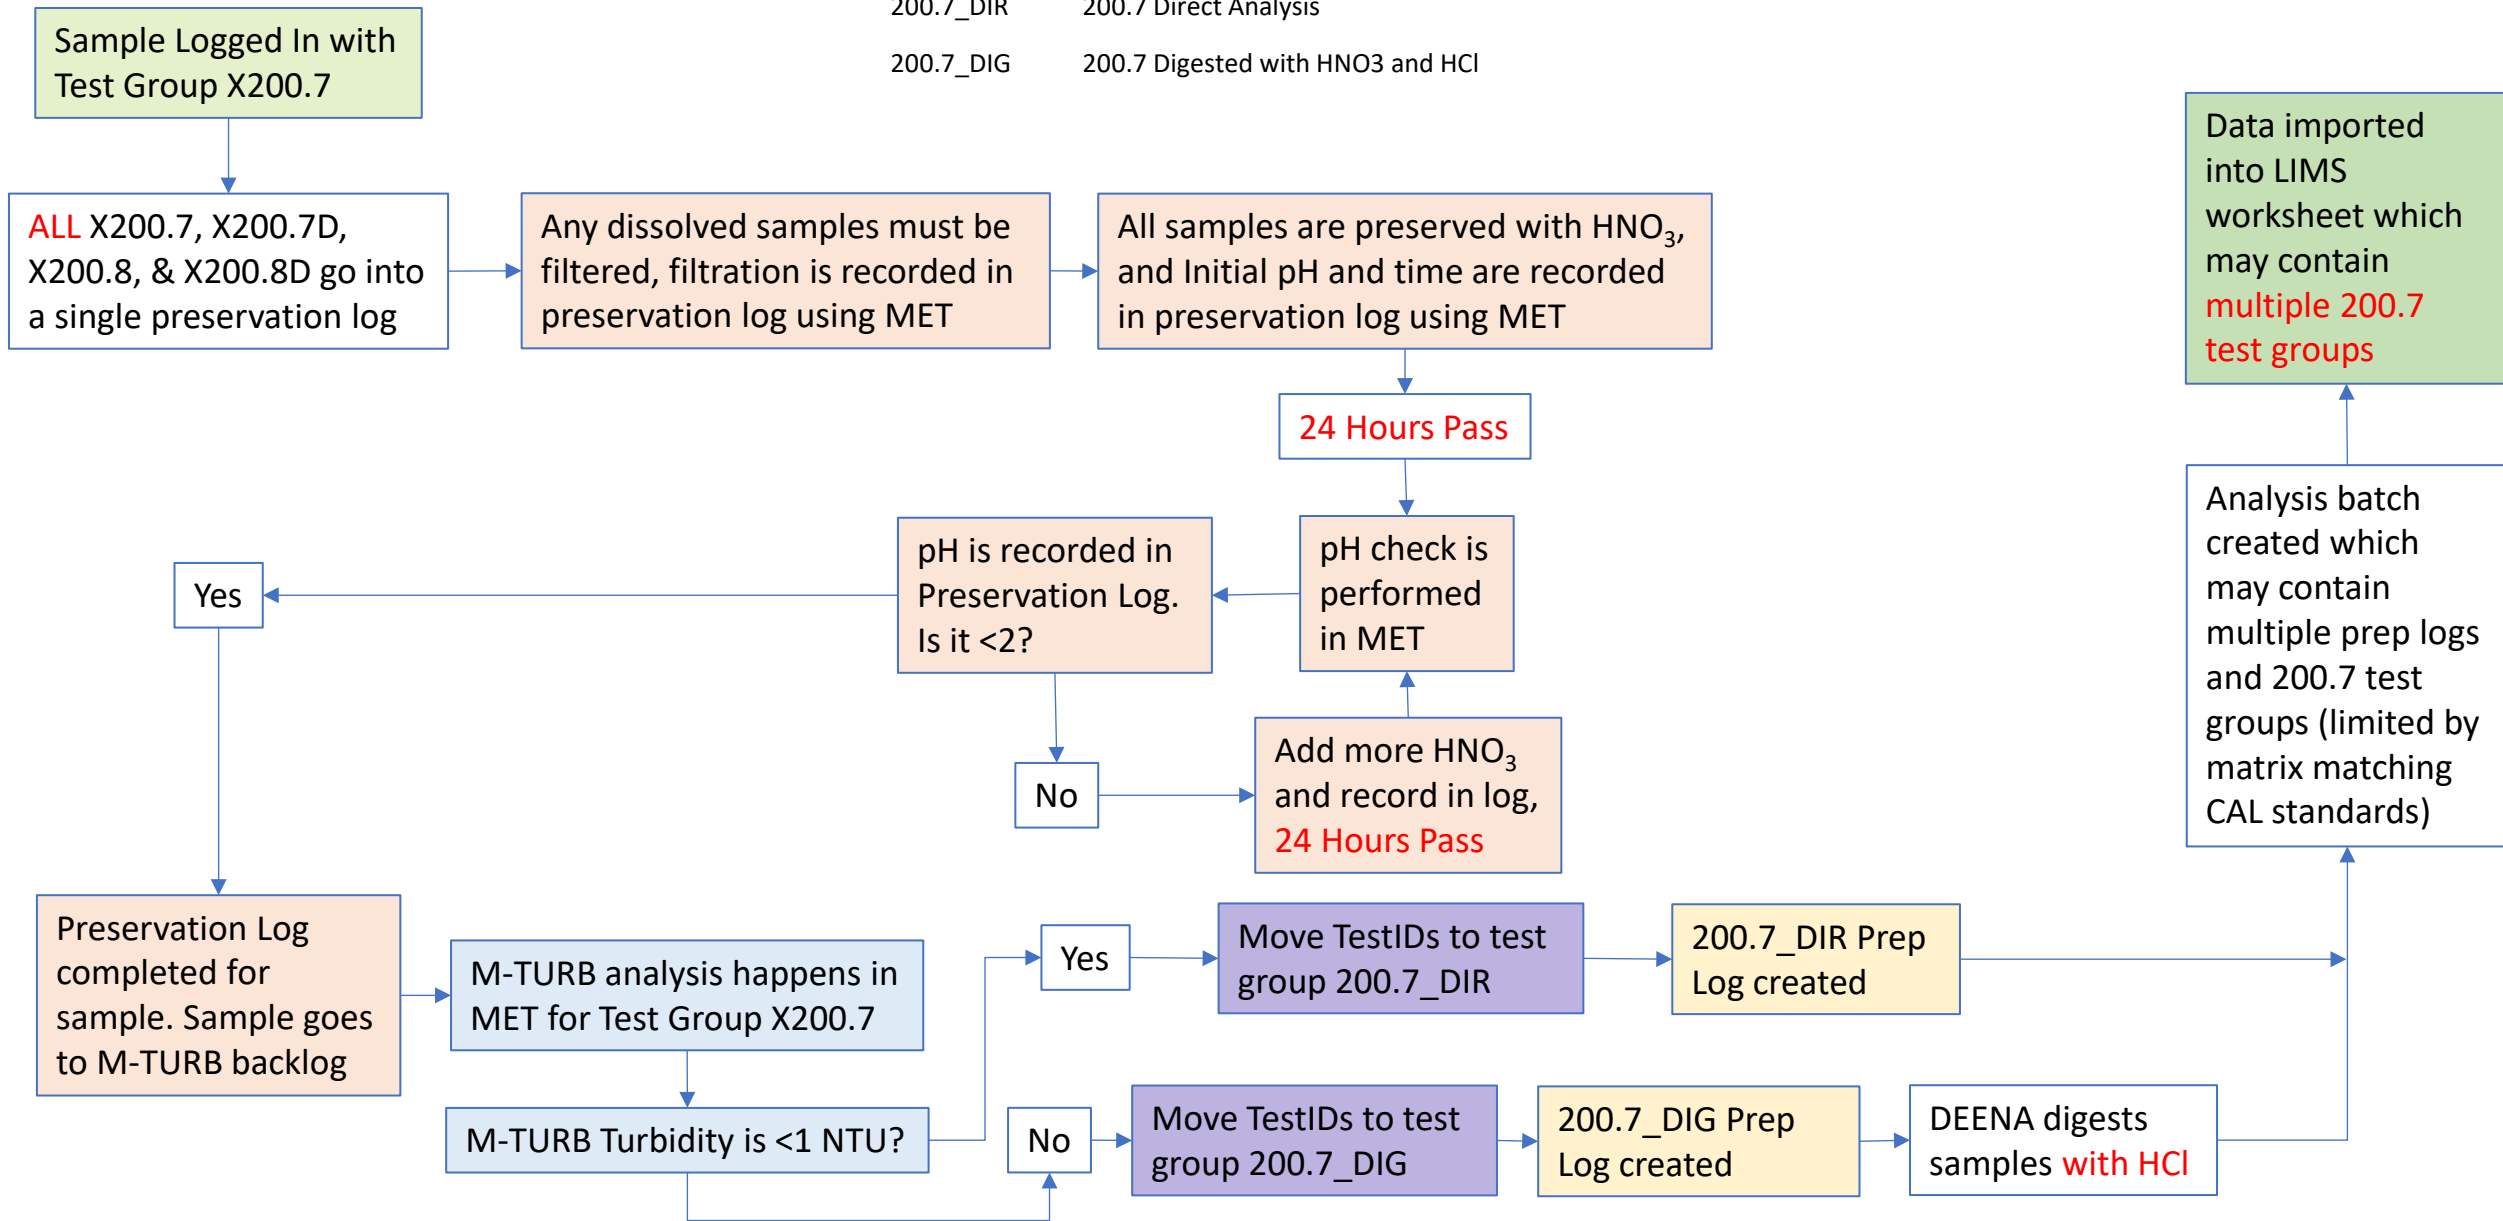 200.7_DIR 200.7 Direct Analysis
200.7_DIG 200.7 Digested with HNO3 and HCl
Sample Logged In with
Test Group X200.7
ALL X200.7, X200.7D,
X200.8, & X200.8D go into
a single preservation log
Any dissolved samples must be
filtered, filtration is recorded in
preservation log using MET
All samples are preserved with HNO₃,
and Initial pH and time are recorded
in preservation log using MET
24 Hours Pass
pH check is
performed
in MET
pH is recorded in
Preservation Log.
Is it <2?
Yes
No
Add more HNO₃
and record in log,
24 Hours Pass
Preservation Log
completed for
sample. Sample goes
to M-TURB backlog
M-TURB analysis happens in
MET for Test Group X200.7
M-TURB Turbidity is <1 NTU?
Yes
Move TestIDs to test
group 200.7_DIR
200.7_DIR Prep
Log created
No
Move TestIDs to test
group 200.7_DIG
200.7_DIG Prep
Log created
DEENA digests
samples with HCl
Analysis batch
created which
may contain
multiple prep logs
and 200.7 test
groups (limited by
matrix matching
CAL standards)
Data imported
into LIMS
worksheet which
may contain
multiple 200.7
test groups